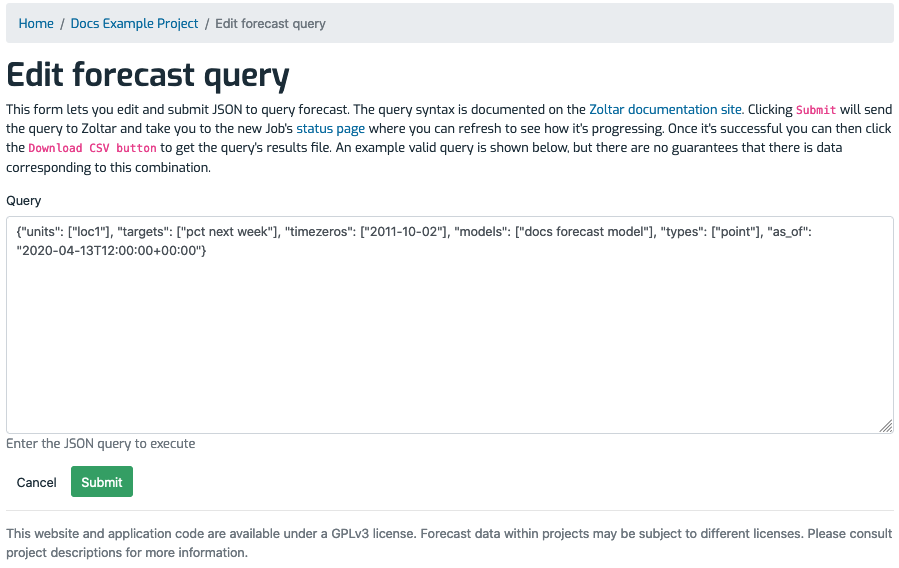 Home / Docs Example Project / Edit forecast query
Edit forecast query
This form lets you edit and submit JSON to query forecast. The query syntax is documented on the Zoltar documentation site. Clicking Submit will send
the query to Zoltar and take you to the new Job's status page where you can refresh to see how it's progressing. Once it's successful you can then click
the Download CSV button to get the query's results file. An example valid query is shown below, but there are no guarantees that there is data
corresponding to this combination.
Query
{"units": ["loc1"], "targets": ["pct next week"], "timezeros": ["2011-10-02"], "models": ["docs forecast model"], "types": ["point"], "as_of":
"2020-04-13T12:00:00+00:00"}
Enter the JSON query to execute
Cancel Submit
This website and application code are available under a GPLv3 license. Forecast data within projects may be subject to different licenses. Please consult
project descriptions for more information.